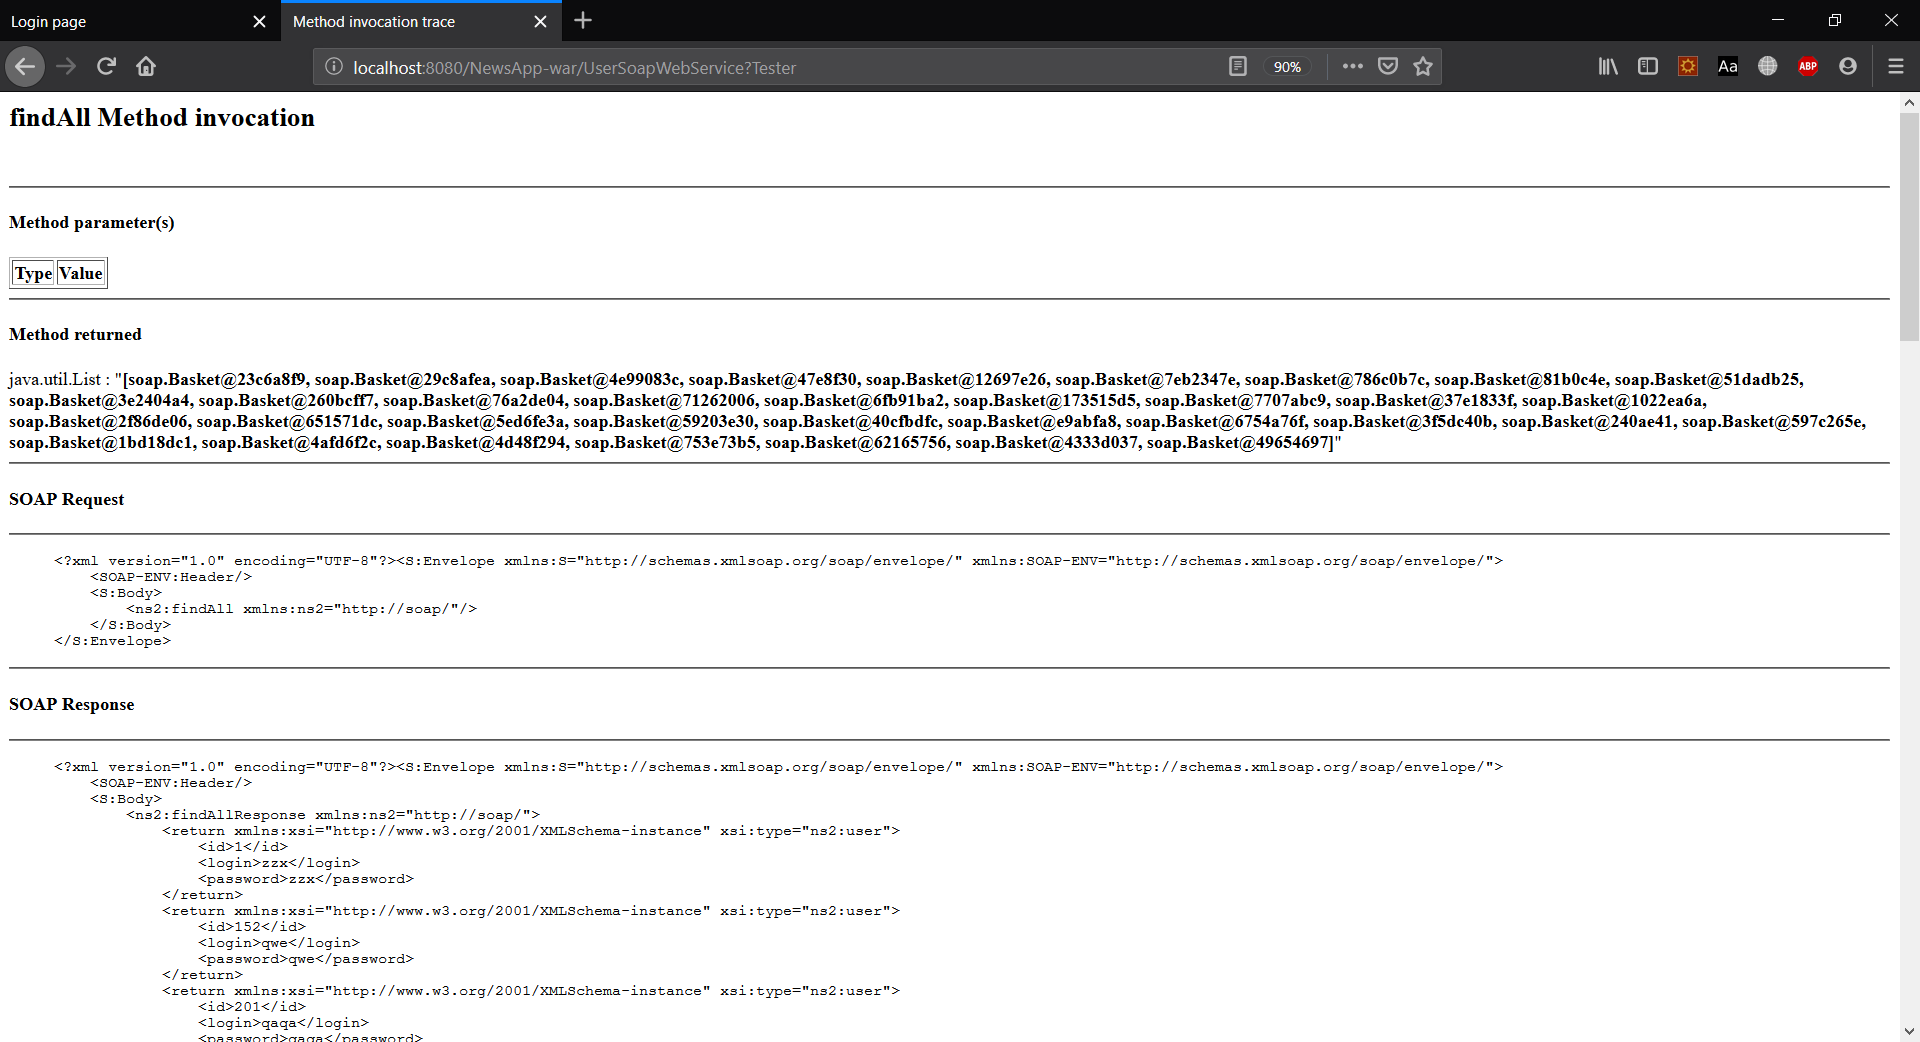 Login page
Method invocation trace
localhost:8080/NewsApp-war/UserSoapWebService?Tester
90%
Aa
ABP
findAll Method invocation
Method parameter(s)
Type Value
Method returned
java.util.List : "[soap.Basket@23c6a8f9, soap.Basket@29c8afea, soap.Basket@4e99083c, soap.Basket@47e8f30, soap.Basket@12697e26, soap.Basket@7eb2347e, soap.Basket@786c0b7c, soap.Basket@81b0c4e, soap.Basket@51dadb25,
soap.Basket@3e2404a4, soap.Basket@260bcff7, soap.Basket@76a2de04, soap.Basket@71262006, soap.Basket@6fb91ba2, soap.Basket@173515d5, soap.Basket@7707abc9, soap.Basket@37e1833f, soap.Basket@1022ea6a,
soap.Basket@2f86de06, soap.Basket@651571dc, soap.Basket@5ed6fe3a, soap.Basket@59203e30, soap.Basket@40cfbdfc, soap.Basket@e9abfa8, soap.Basket@6754a76f, soap.Basket@3f5dc40b, soap.Basket@240ae41, soap.Basket@597c265e,
soap.Basket@1bd18dc1, soap.Basket@4afd6f2c, soap.Basket@4d48f294, soap.Basket@753e73b5, soap.Basket@62165756, soap.Basket@4333d037, soap.Basket@49654697]"
SOAP Request
<?xml version="1.0" encoding="UTF-8"?><S:Envelope xmlns:S="http://schemas.xmlsoap.org/soap/envelope/" xmlns:SOAP-ENV="http://schemas.xmlsoap.org/soap/envelope/">
<SOAP-ENV:Header/>
<S:Body>
<ns2:findAll xmlns:ns2="http://soap/"/>
</S:Body>
</S:Envelope>
SOAP Response
<?xml version="1.0" encoding="UTF-8"?><S:Envelope xmlns:S="http://schemas.xmlsoap.org/soap/envelope/" xmlns:SOAP-ENV="http://schemas.xmlsoap.org/soap/envelope/">
<SOAP-ENV:Header/>
<S:Body>
<ns2:findAllResponse xmlns:ns2="http://soap/">
<return xmlns:xsi="http://www.w3.org/2001/XMLSchema-instance" xsi:type="ns2:user">
<id>1</id>
<login>zzx</login>
<password>zzx</password>
</return>
<return xmlns:xsi="http://www.w3.org/2001/XMLSchema-instance" xsi:type="ns2:user">
<id>152</id>
<login>qwe</login>
<password>qwe</password>
</return>
<return xmlns:xsi="http://www.w3.org/2001/XMLSchema-instance" xsi:type="ns2:user">
<id>201</id>
<login>qaqa</login>
<password>qaqa</password>